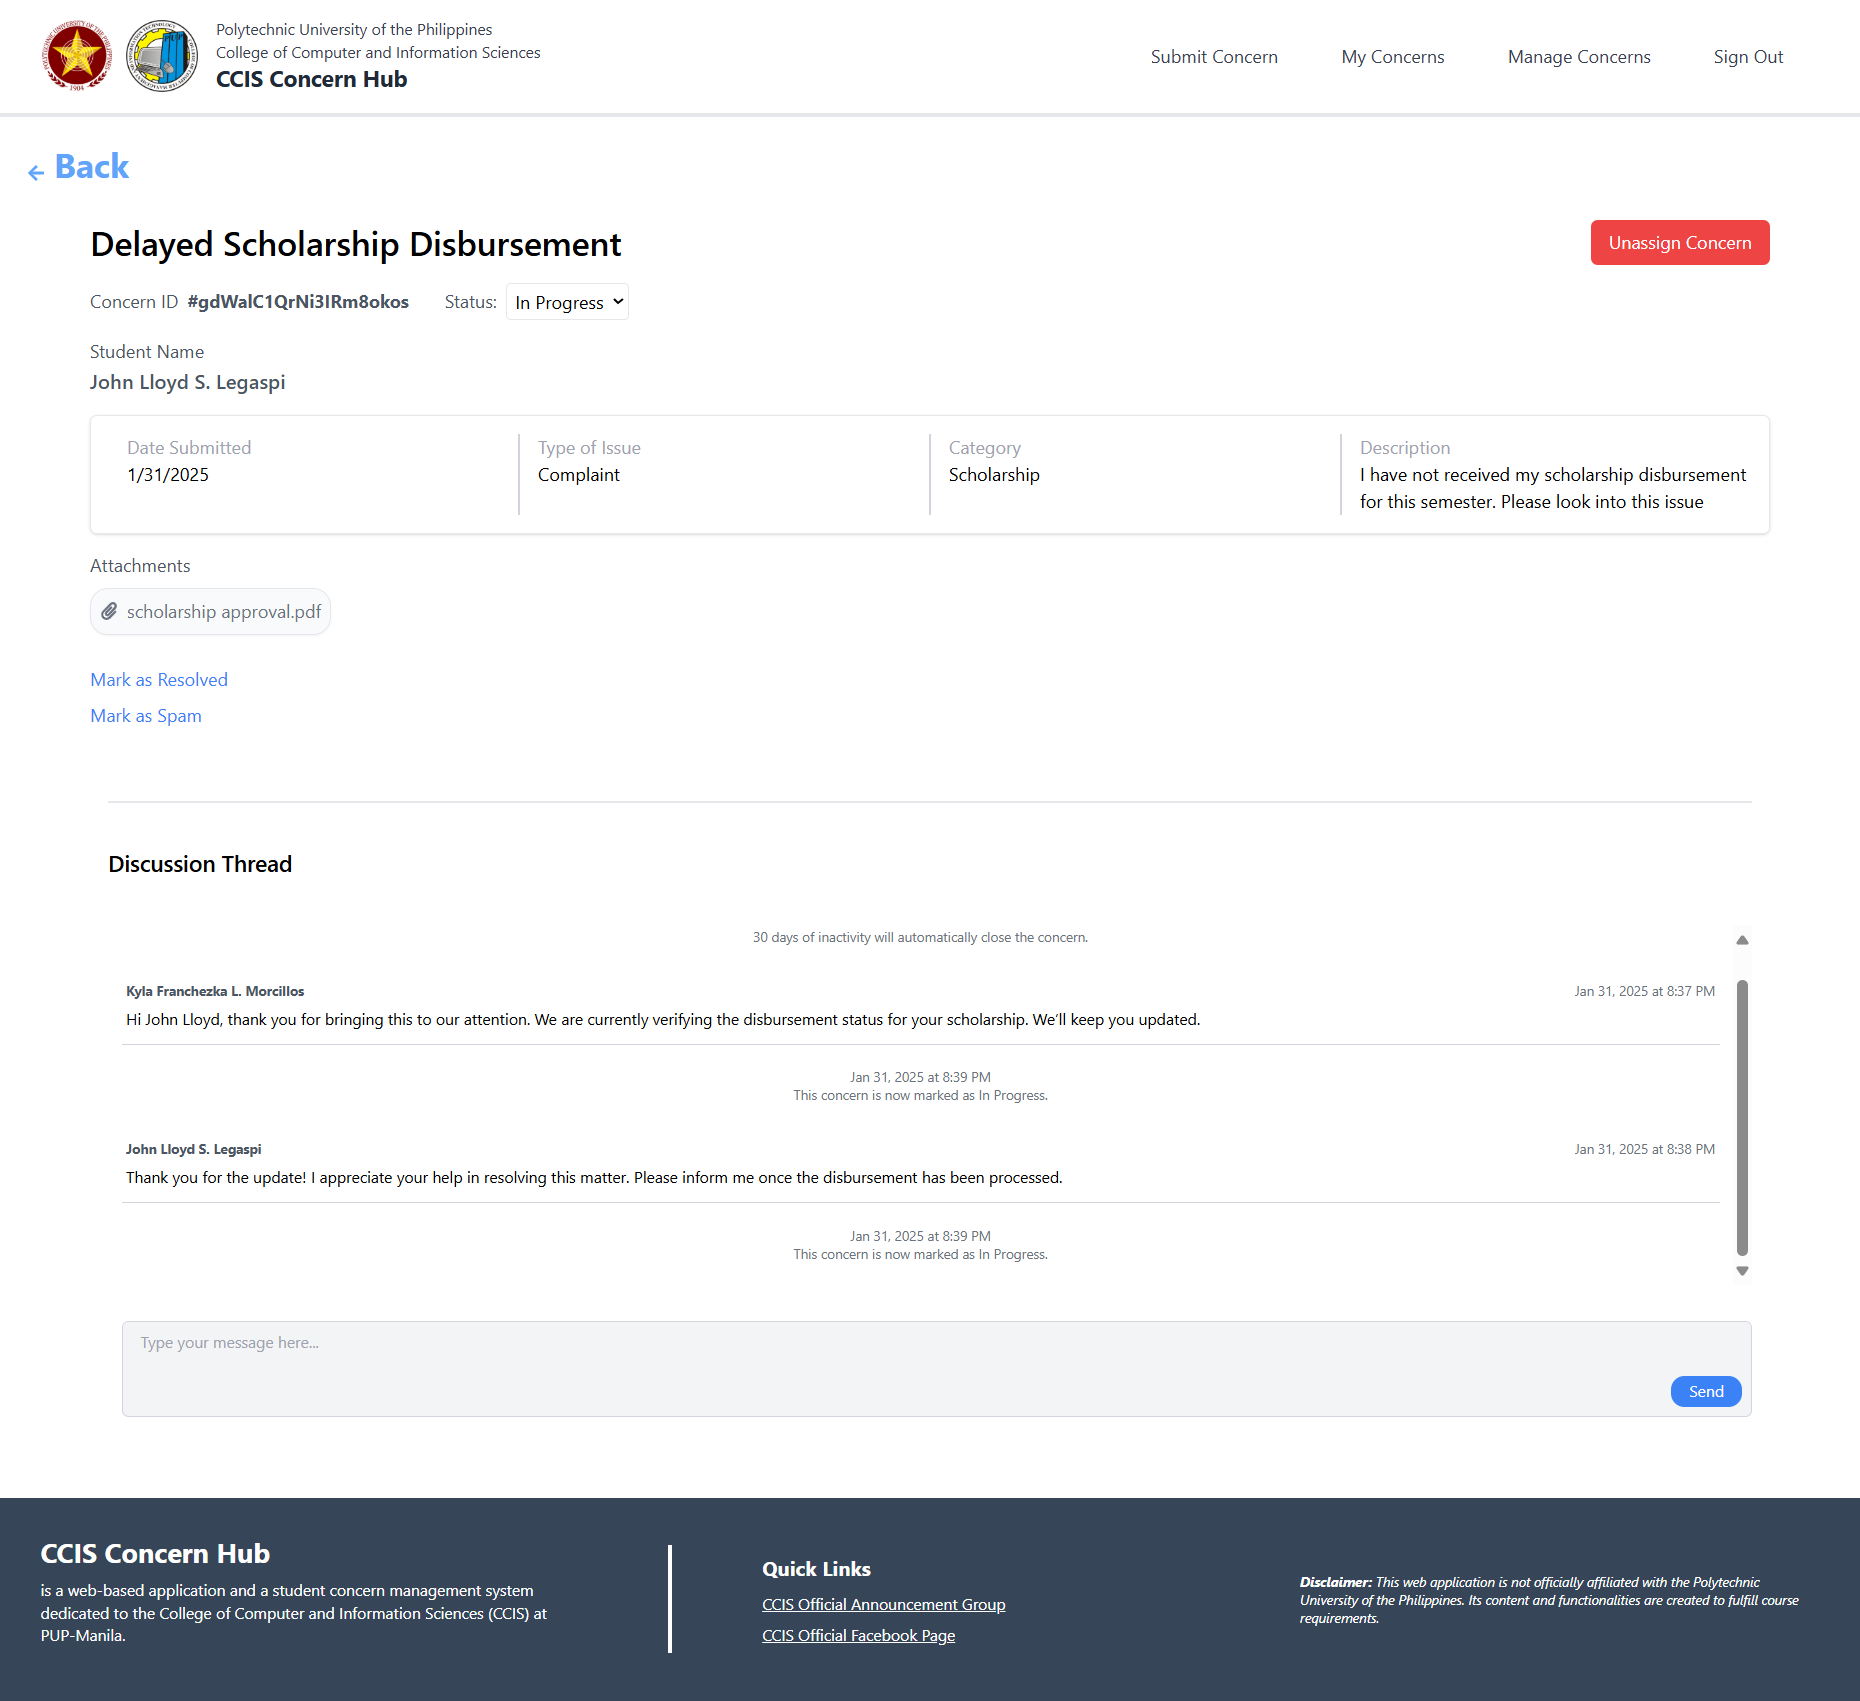 Polytechnic University of the Philippines
College of Computer and Information Sciences
CCIS Concern Hub
Submit Concern
My Concerns
Manage Concerns
Sign Out
← Back
Delayed Scholarship Disbursement
Unassign Concern
Concern ID #gdWalC1QrNi3IRm8okos
Status: In Progress
Student Name
John Lloyd S. Legaspi
Date Submitted
1/31/2025
Type of Issue
Complaint
Category
Scholarship
Description
I have not received my scholarship disbursement
for this semester. Please look into this issue
Attachments
scholarship approval.pdf
Mark as Resolved
Mark as Spam
Discussion Thread
30 days of inactivity will automatically close the concern.
Kyla Franchezka L. Morcillos
Jan 31, 2025 at 8:37 PM
Hi John Lloyd, thank you for bringing this to our attention. We are currently verifying the disbursement status for your scholarship. We'll keep you updated.
Jan 31, 2025 at 8:39 PM
This concern is now marked as In Progress.
John Lloyd S. Legaspi
Jan 31, 2025 at 8:38 PM
Thank you for the update! I appreciate your help in resolving this matter. Please inform me once the disbursement has been processed.
Jan 31, 2025 at 8:39 PM
This concern is now marked as In Progress.
Type your message here...
Send
CCIS Concern Hub
is a web-based application and a student concern management system
dedicated to the College of Computer and Information Sciences (CCIS) at
PUP-Manila.
Quick Links
CCIS Official Announcement Group
CCIS Official Facebook Page
Disclaimer: This web application is not officially affiliated with the Polytechnic
University of the Philippines. Its content and functionalities are created to fulfill course
requirements.